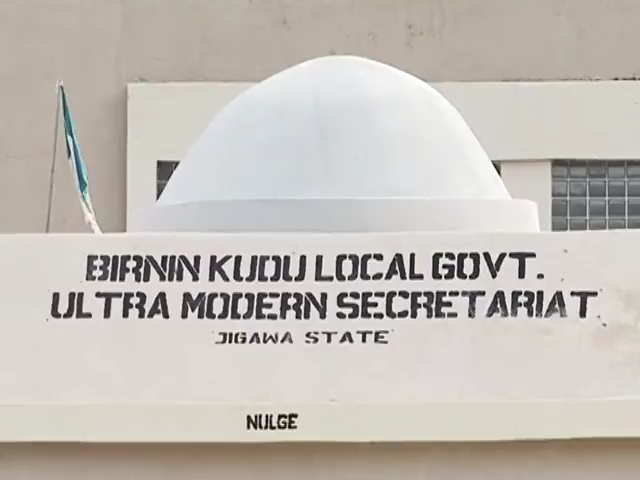 BIRNIN KUDU LOCAL GOVT.
ULTRA MODERN SECRETARIAT
JIGAWA STATE
NULGE